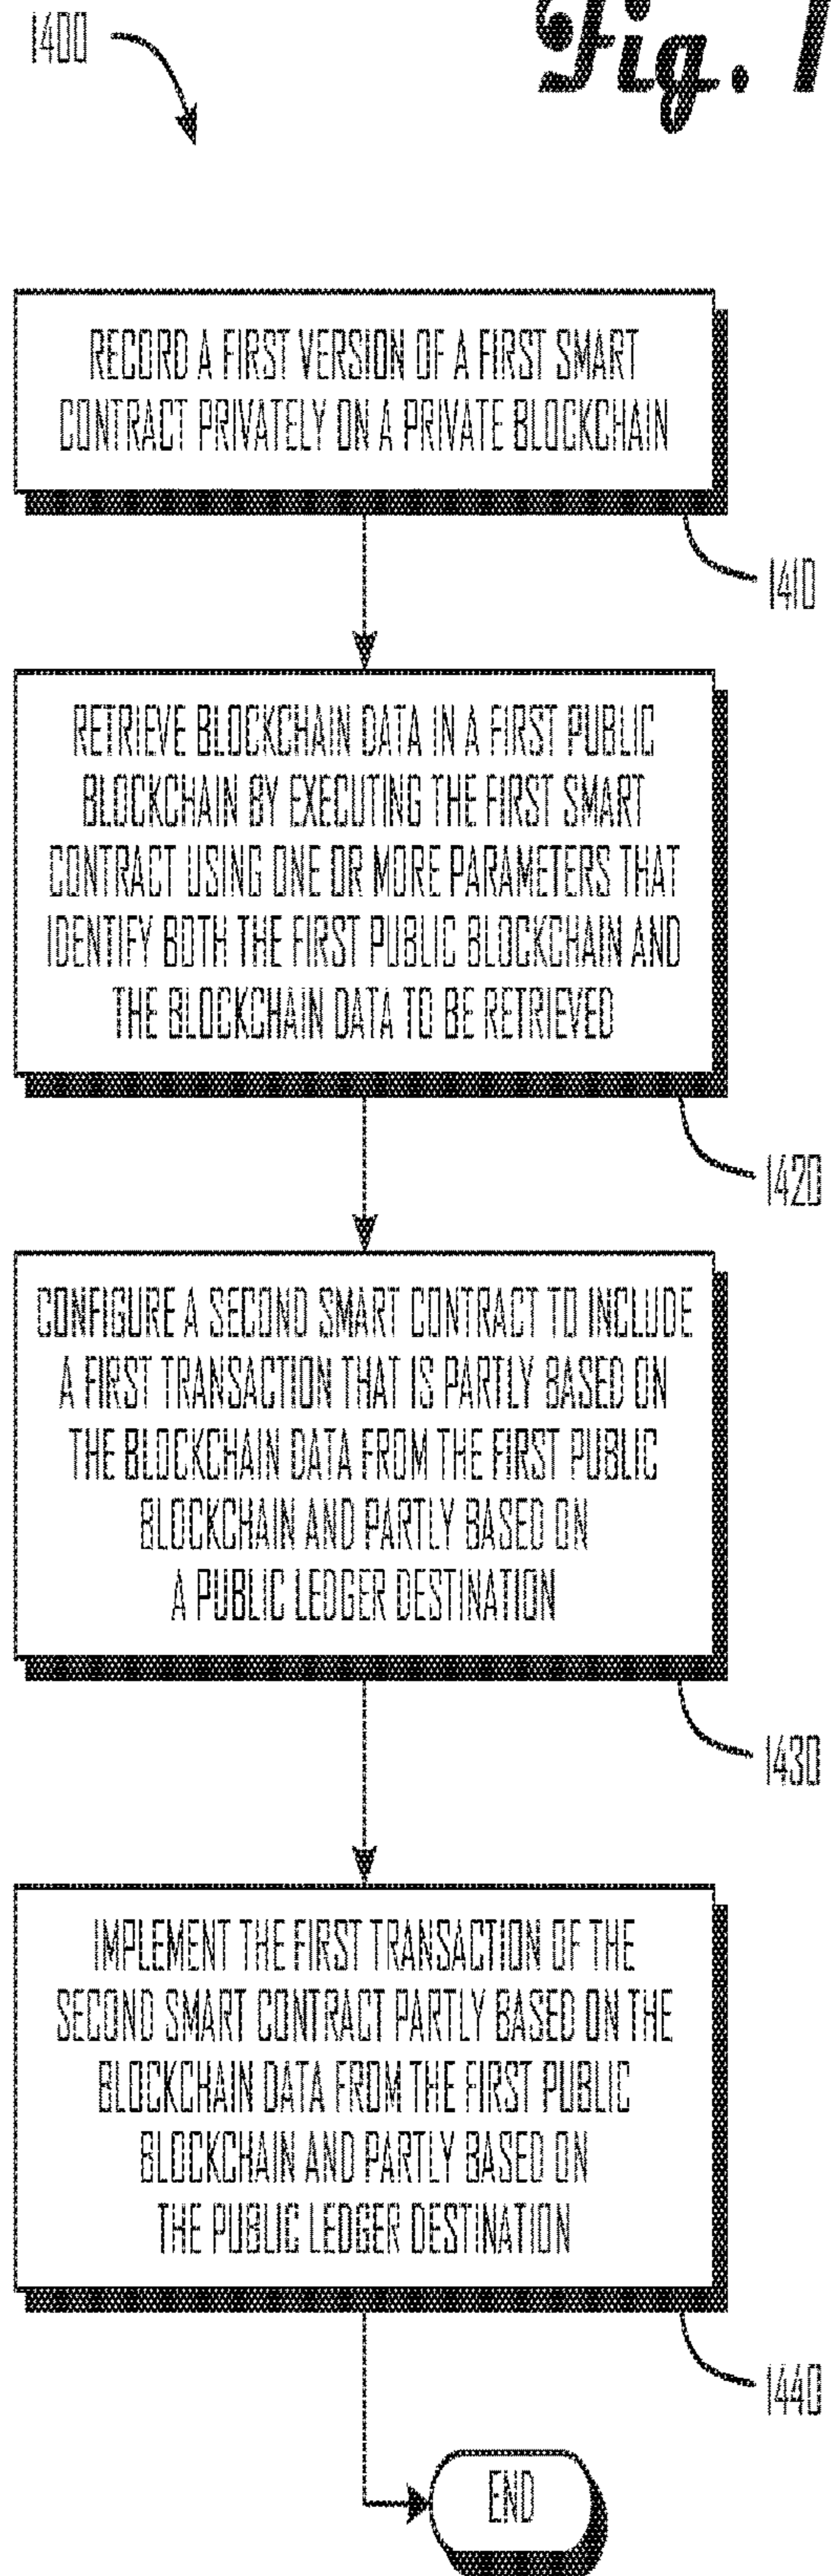 1400
Fig. 1
RECORD A FIRST VERSION OF A FIRST SMART
CONTRACT PRIVATELY ON A PRIVATE BLOCKCHAIN
1410
RETRIEVE BLOCKCHAIN DATA IN A FIRST PUBLIC
BLOCKCHAIN BY EXECUTING THE FIRST SMART
CONTRACT USING ONE OR MORE PARAMETERS THAT
IDENTIFY BOTH THE FIRST PUBLIC BLOCKCHAIN AND
THE BLOCKCHAIN DATA TO BE RETRIEVED
1420
CONFIGURE A SECOND SMART CONTRACT TO INCLUDE
A FIRST TRANSACTION THAT IS PARTLY BASED ON
THE BLOCKCHAIN DATA FROM THE FIRST PUBLIC
BLOCKCHAIN AND PARTLY BASED ON
A PUBLIC LEDGER DESTINATION
1430
IMPLEMENT THE FIRST TRANSACTION OF THE
SECOND SMART CONTRACT PARTLY BASED ON THE
BLOCKCHAIN DATA FROM THE FIRST PUBLIC
BLOCKCHAIN AND PARTLY BASED ON
THE PUBLIC LEDGER DESTINATION
1440
END